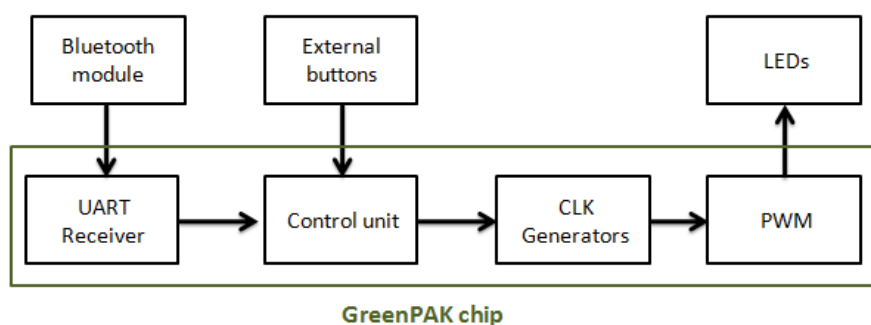 Bluetooth
module
External
buttons
LEDs
UART
Receiver
Control unit
CLK
Generators
PWM
GreenPAK chip